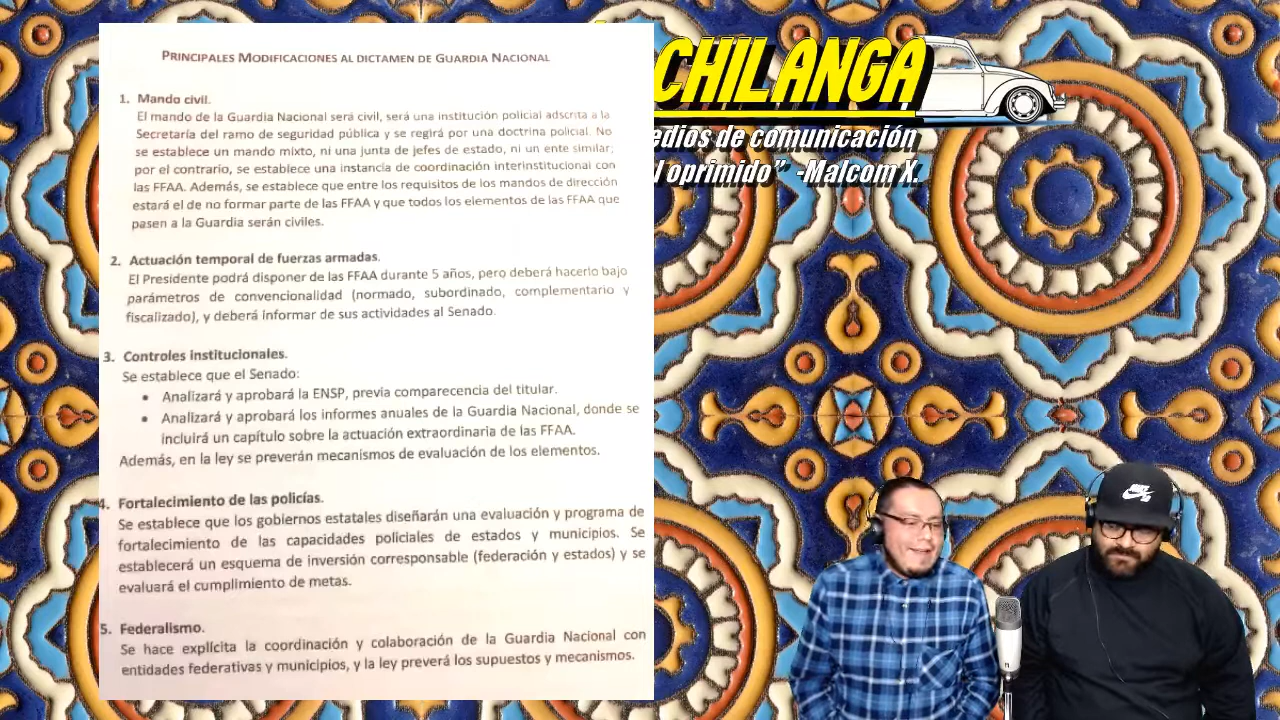 PRINCIPALES MODIFICACIONES AL DICTAMEN DE GUARDIA NACIONAL
1. Mando civil.
El mando de la Guardia Nacional será civil, será una institución policial adscrita a la
Secretaría del ramo de seguridad pública y se regirá por una doctrina policial. No
se establece un mando mixto, ni una junta de jefes de estado, ni un ente similar;
por el contrario, se establece una instancia de coordinación interinstitucional con
las FFAA. Además, se establece que entre los requisitos de los mandos de dirección
estará el de no formar parte de las FFAA y que todos los elementos de las FFAA que
pasen a la Guardia serán civiles.
2. Actuación temporal de fuerzas armadas.
El Presidente podrá disponer de las FFAA durante 5 años, pero deberá hacerlo bajo
parámetros de convencionalidad (normado, subordinado, complementario y
fiscalizado), y deberá informar de sus actividades al Senado.
3. Controles institucionales.
Se establece que el Senado:
• Analizará y aprobará la ENSP, previa comparecencia del titular.
• Analizará y aprobará los informes anuales de la Guardia Nacional, donde se
incluirá un capítulo sobre la actuación extraordinaria de las FFAA.
Además, en la ley se preverán mecanismos de evaluación de los elementos.
4. Fortalecimiento de las policías.
Se establece que los gobiernos estatales diseñarán una evaluación y programa de
fortalecimiento de las capacidades policiales de estados y municipios. Se
establecerá un esquema de inversión corresponsable (federación y estados) y se
evaluará el cumplimiento de metas.
5. Federalismo.
Se hace explícita la coordinación y colaboración de la Guardia Nacional con
entidades federativas y municipios, y la ley preverá los supuestos y mecanismos.
CHILANGA
edios de comunicación
l oprimido” -Malcom X.